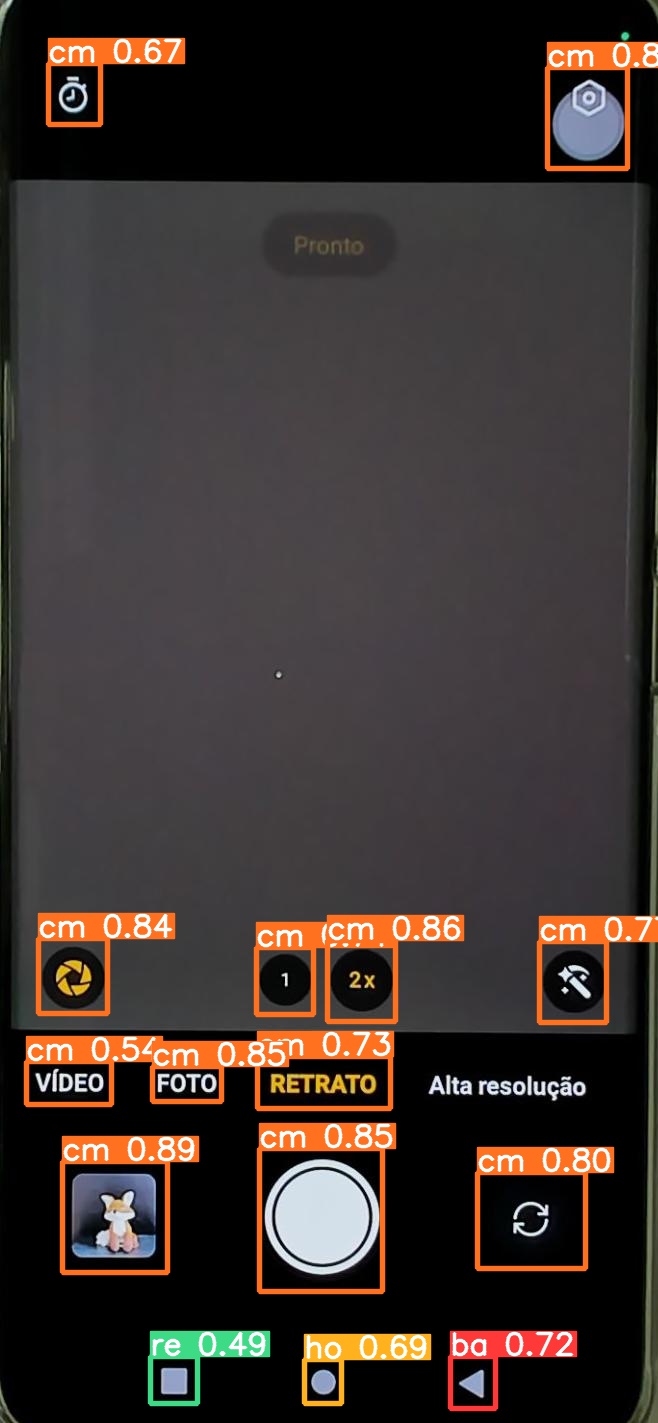 cm 0.67
cm 0.8
Pronto
cm 0.84
cm
cm 0.86
cm 0.7
1
2x
cm 0.54
cm 0.85
cm 0.73
VÍDEO
FOTO
RETRATO
Alta resolução
cm 0.89
cm 0.85
cm 0.80
re 0.49
ho 0.69
ba 0.72